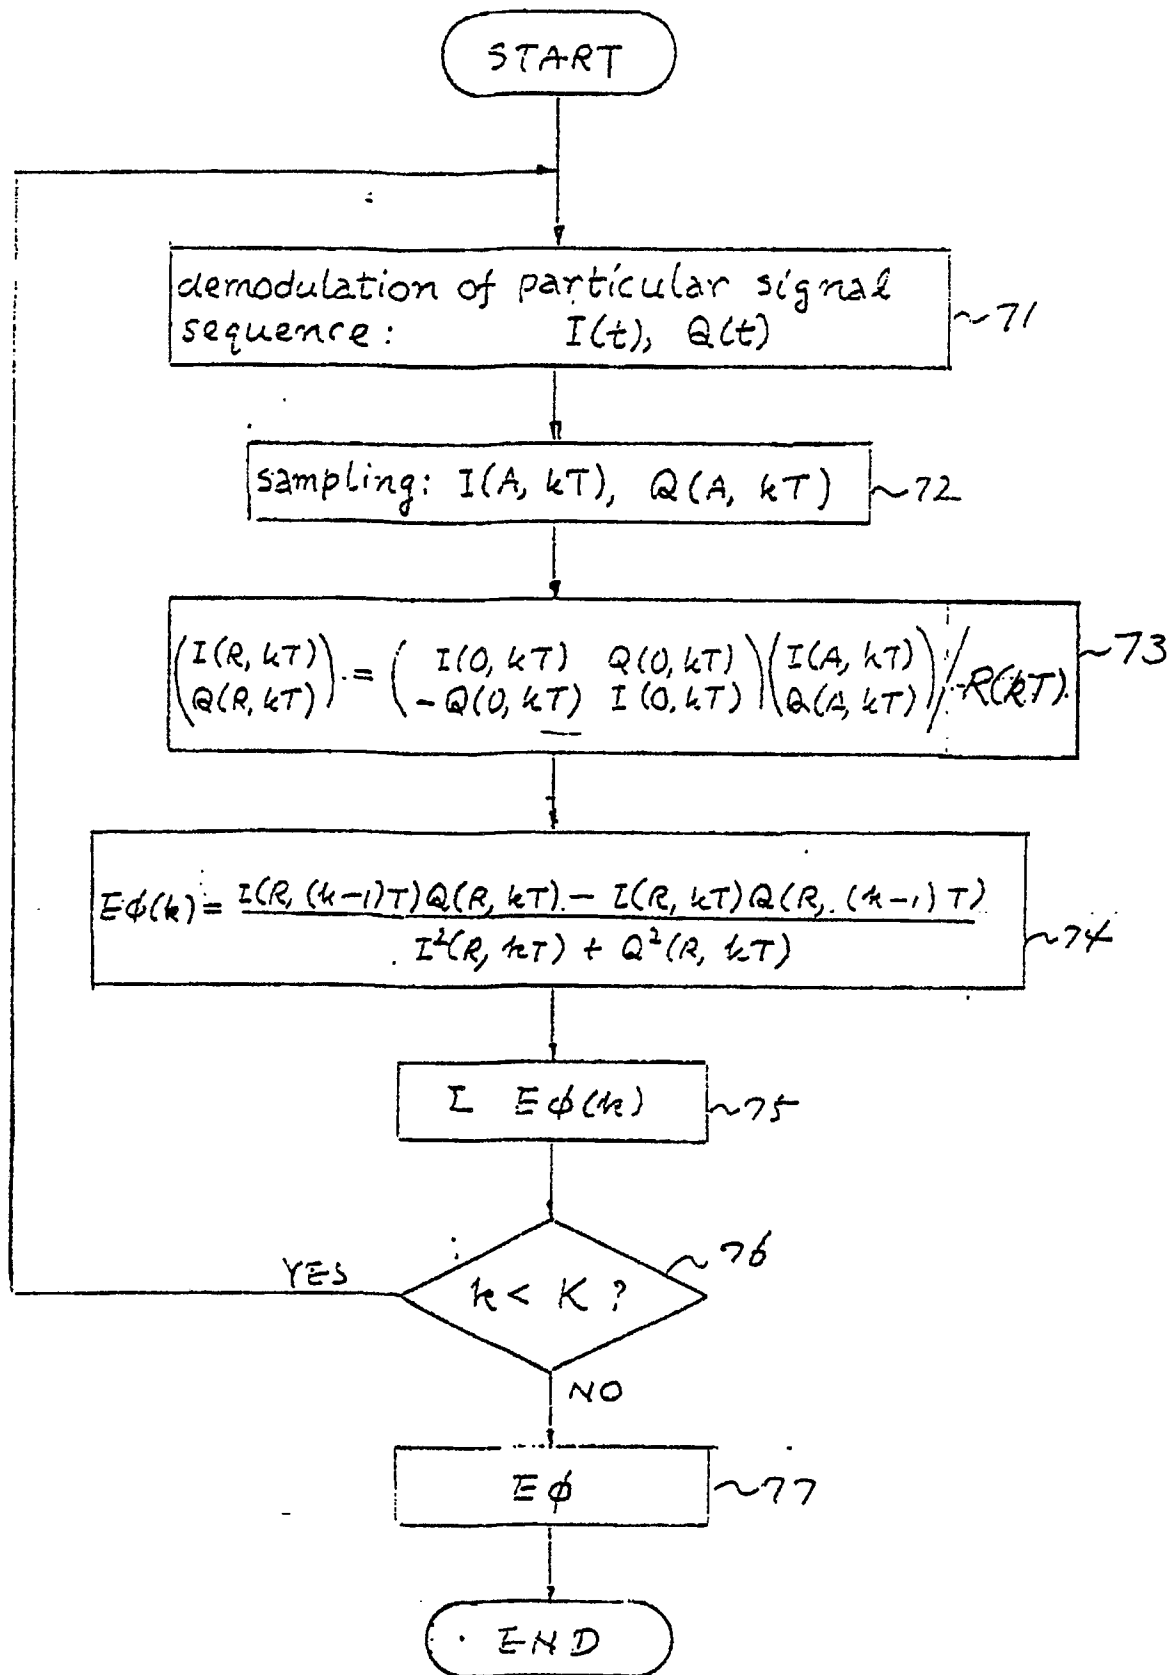 START
demodulation of particular signal
sequence: I(t), Q(t)
~71
sampling: I(A, kT), Q(A, kT)
~72
(I(R, kT)) = (I(0, kT) Q(0, kT)) (I(A, kT)) / R(kT)
(Q(R, kT)) (-Q(0, kT) I(0, kT)) (Q(A, kT))
~73
Eφ(k) = I(R, (k-1)T)Q(R, kT) - I(R, kT)Q(R, (k-1)T)
I²(R, kT) + Q²(R, kT)
~74
Σ Eφ(k)
~75
~76
YES
k < K ?
NO
Eφ
~77
END